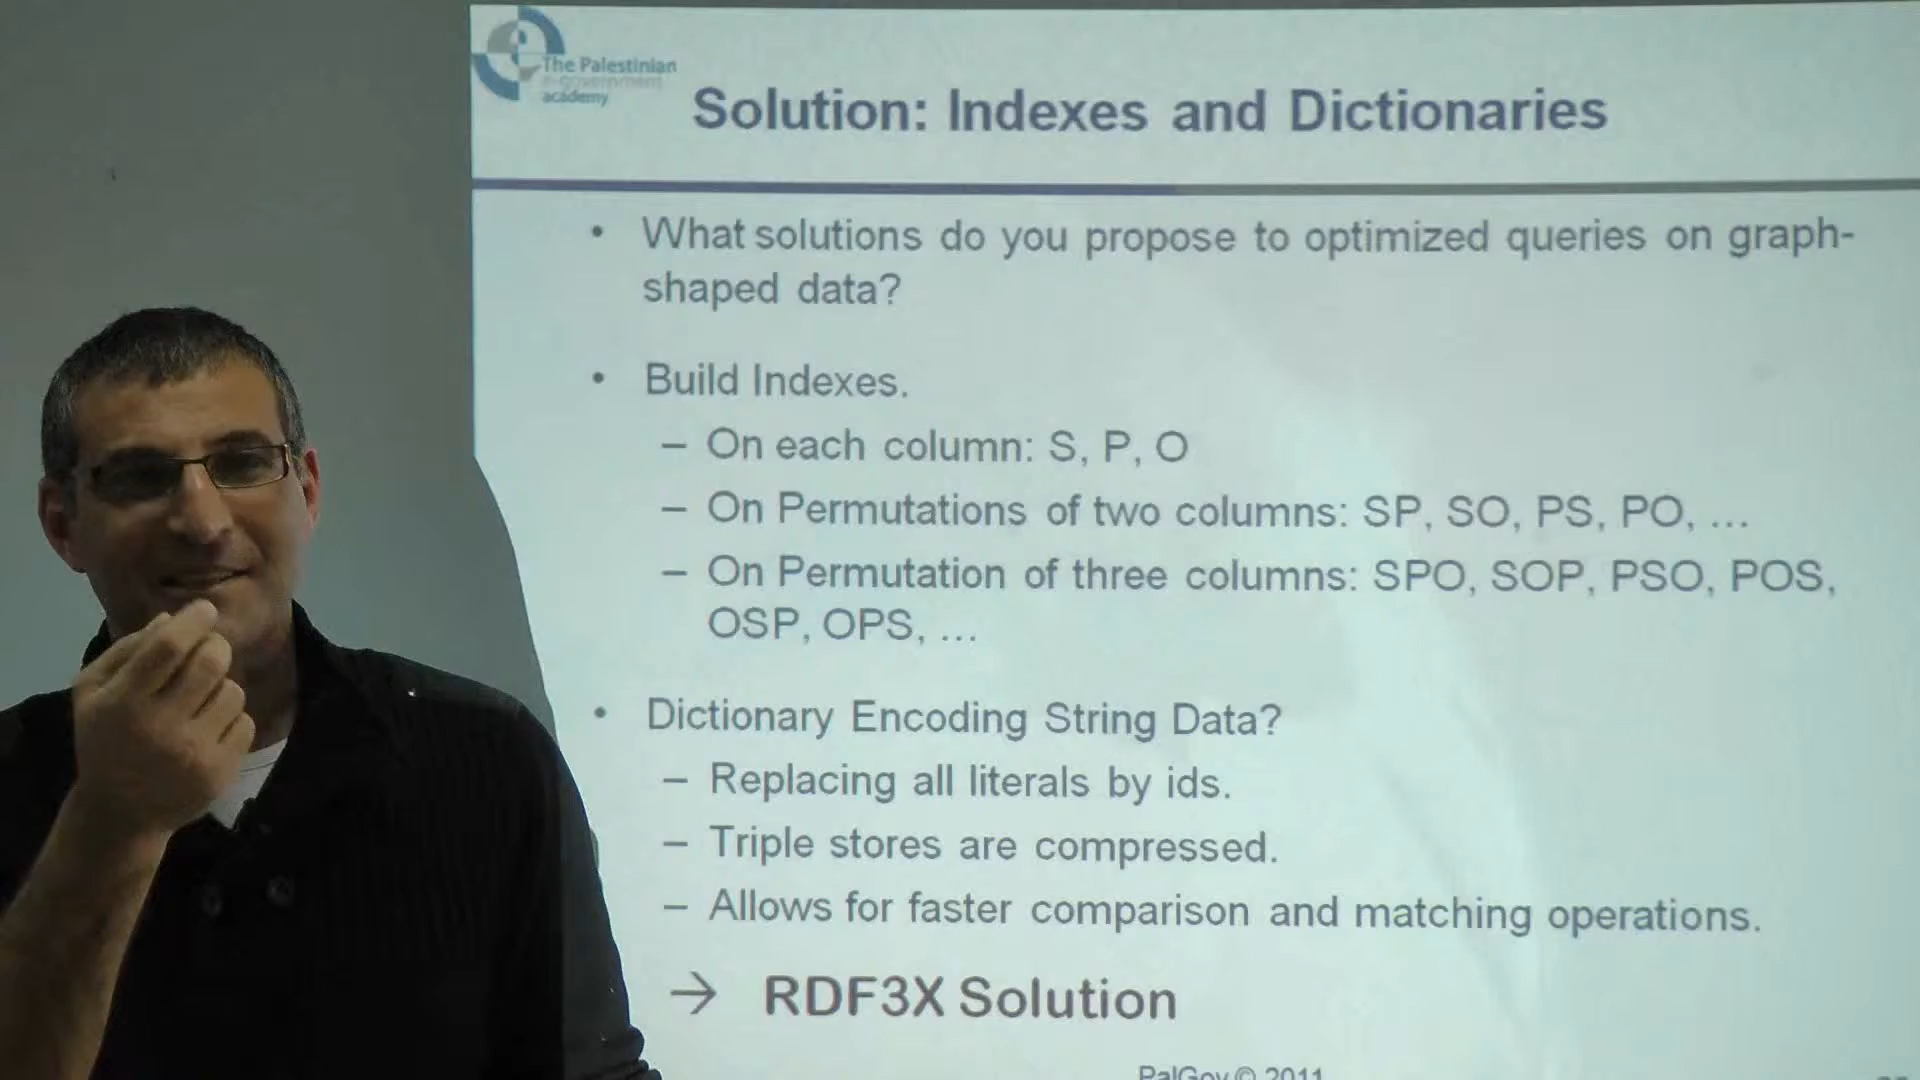 The Palestinian
e-government
academy
Solution: Indexes and Dictionaries
• What solutions do you propose to optimized queries on graph-
shaped data?
• Build Indexes.
– On each column: S, P, O
– On Permutations of two columns: SP, SO, PS, PO, ...
– On Permutation of three columns: SPO, SOP, PSO, POS,
OSP, OPS, ...
• Dictionary Encoding String Data?
– Replacing all literals by ids.
– Triple stores are compressed.
– Allows for faster comparison and matching operations.
→ RDF3X Solution
PalGov © 2011